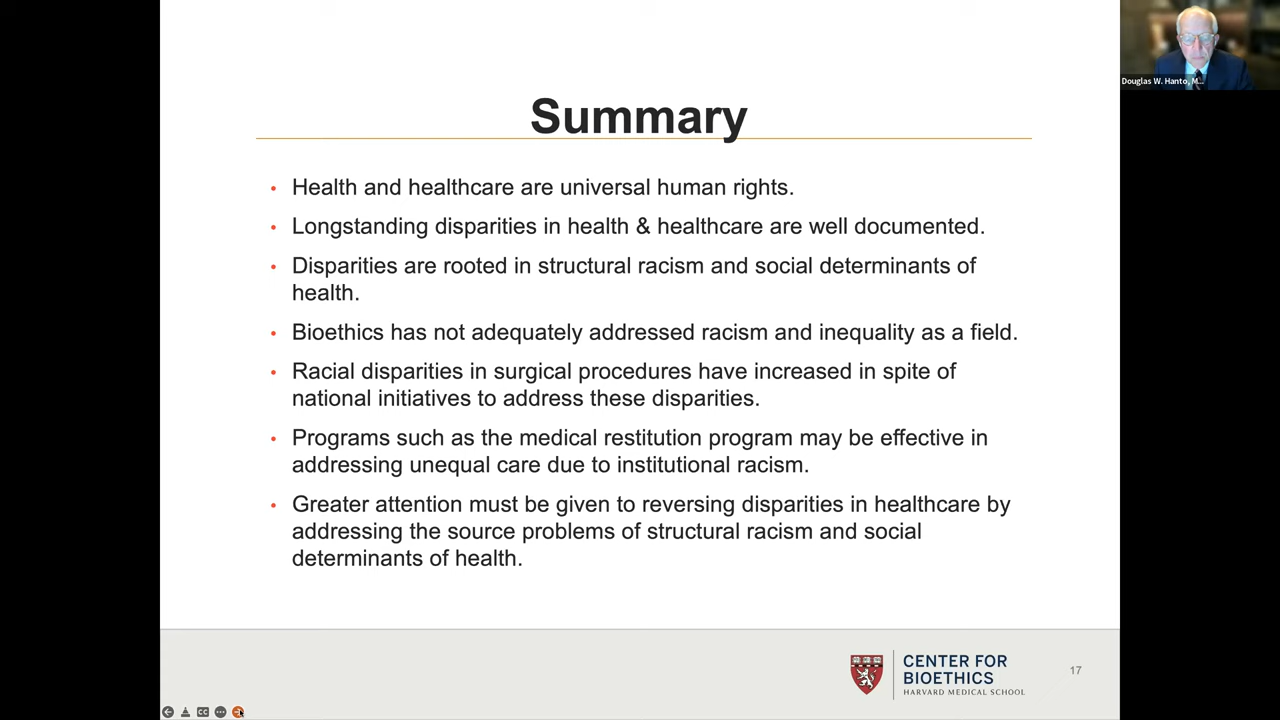 Summary
• Health and healthcare are universal human rights.
• Longstanding disparities in health & healthcare are well documented.
• Disparities are rooted in structural racism and social determinants of
health.
• Bioethics has not adequately addressed racism and inequality as a field.
• Racial disparities in surgical procedures have increased in spite of
national initiatives to address these disparities.
• Programs such as the medical restitution program may be effective in
addressing unequal care due to institutional racism.
• Greater attention must be given to reversing disparities in healthcare by
addressing the source problems of structural racism and social
determinants of health.
CENTER FOR
BIOETHICS
HARVARD MEDICAL SCHOOL
17
Douglas W. Hanto, M...
CC